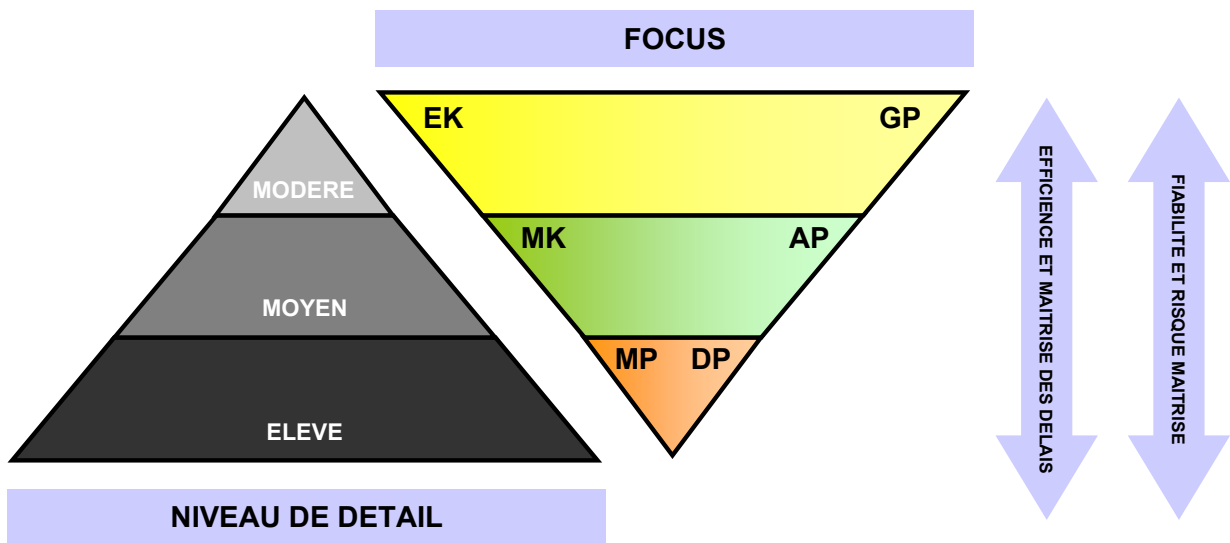 FOCUS
EK GP
MODERE
MK AP
MOYEN
MP DP
ELEVE
NIVEAU DE DETAIL
EFFICIENCE ET MAITRISE DES DELAIS
FIABILITE ET RISQUE MAITRISE